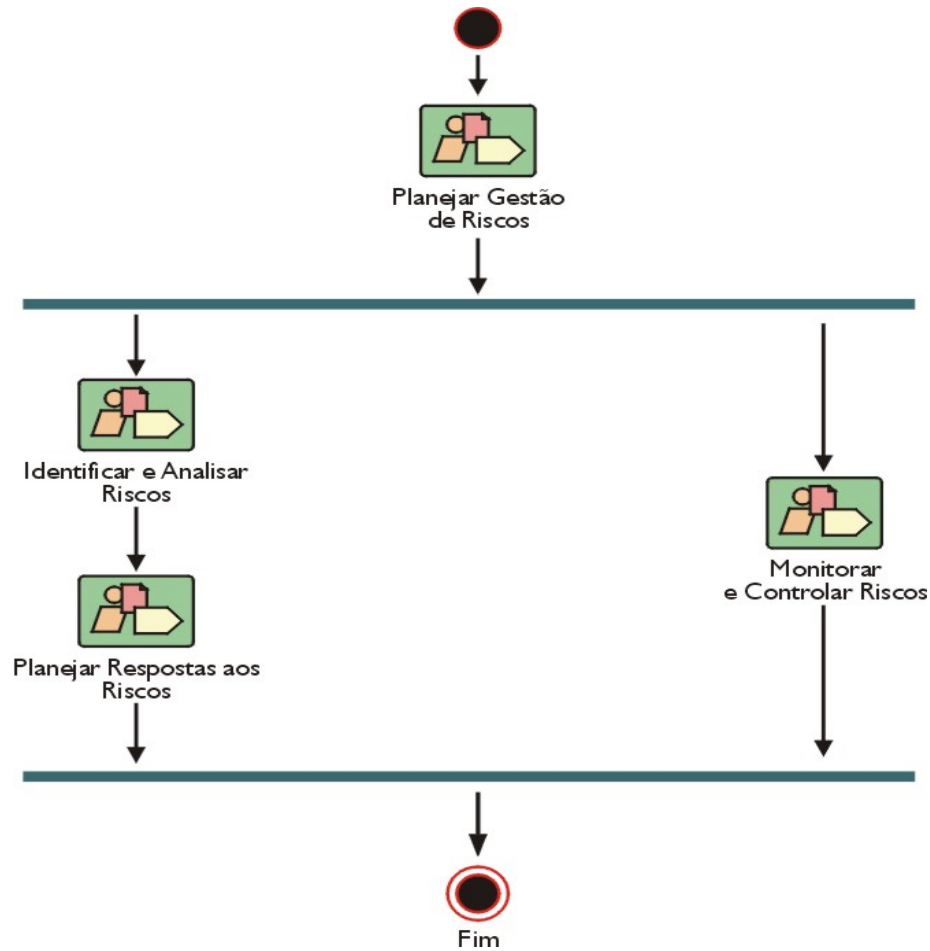 Planejar Gestão
de Riscos
Identificar e Analisar
Riscos
Planejar Respostas aos
Riscos
Monitorar
e Controlar Riscos
Fim